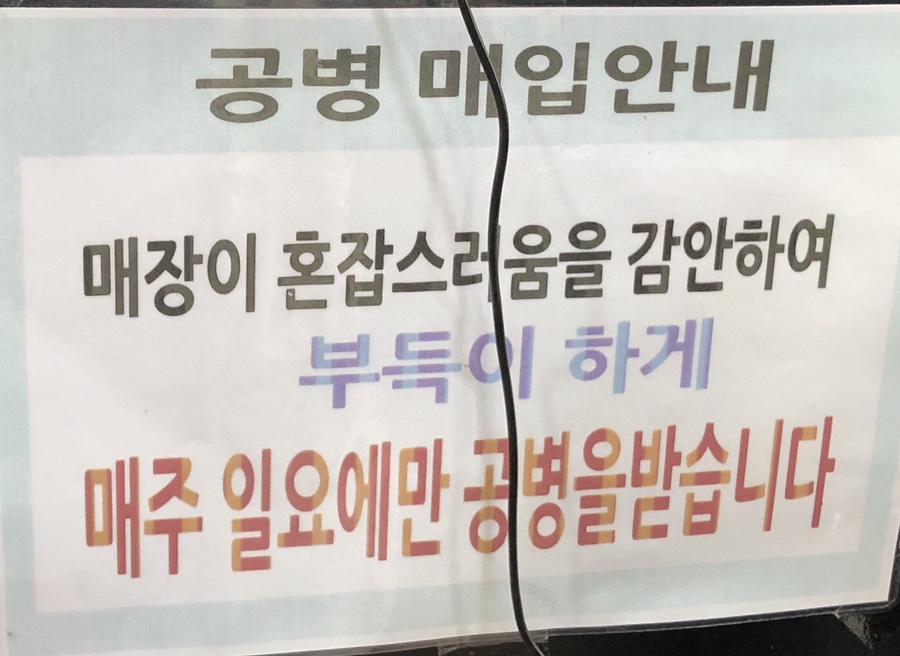 공병 매입안내
매장이 혼잡스러움을 감안하여
부득이 하게
매주 일요에만 공병을받습니다